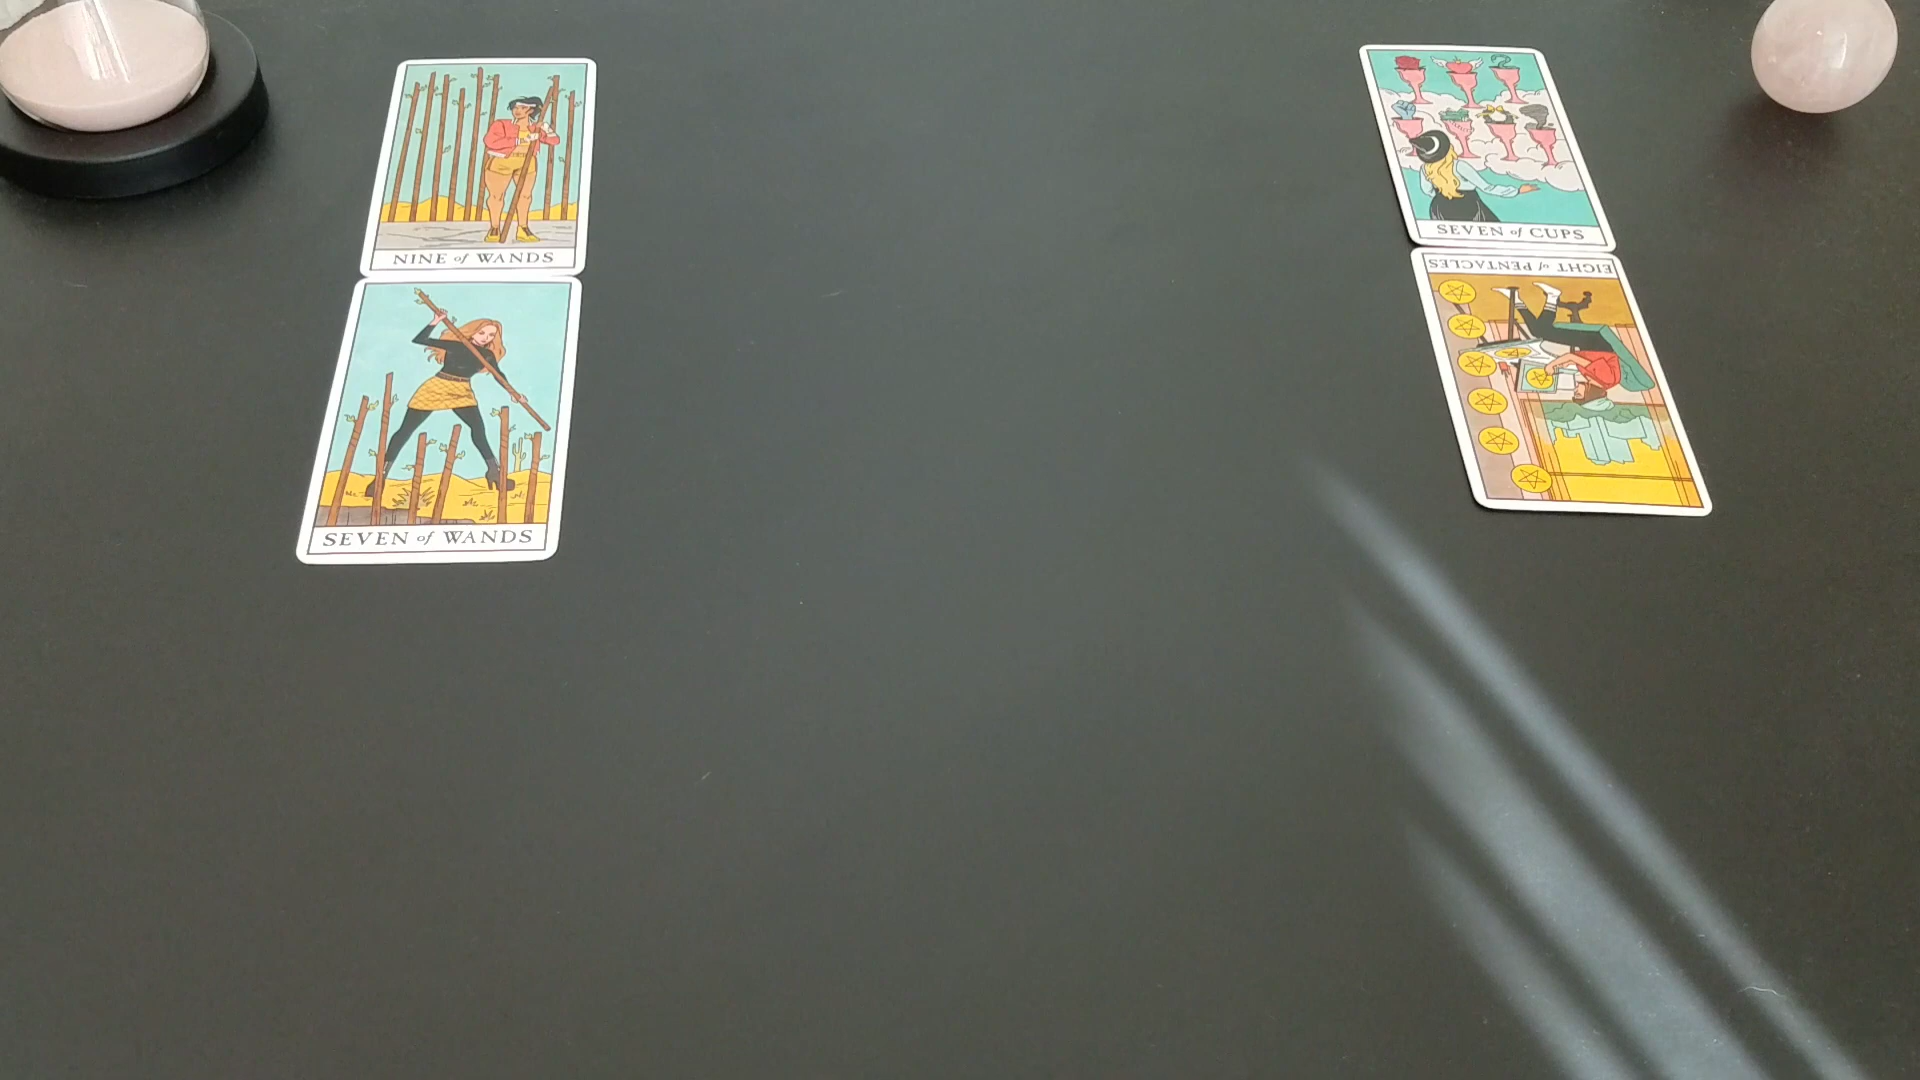 NINE of WANDS
SEVEN of WANDS
SEVEN of CUPS
EIGHT of PENTACLES